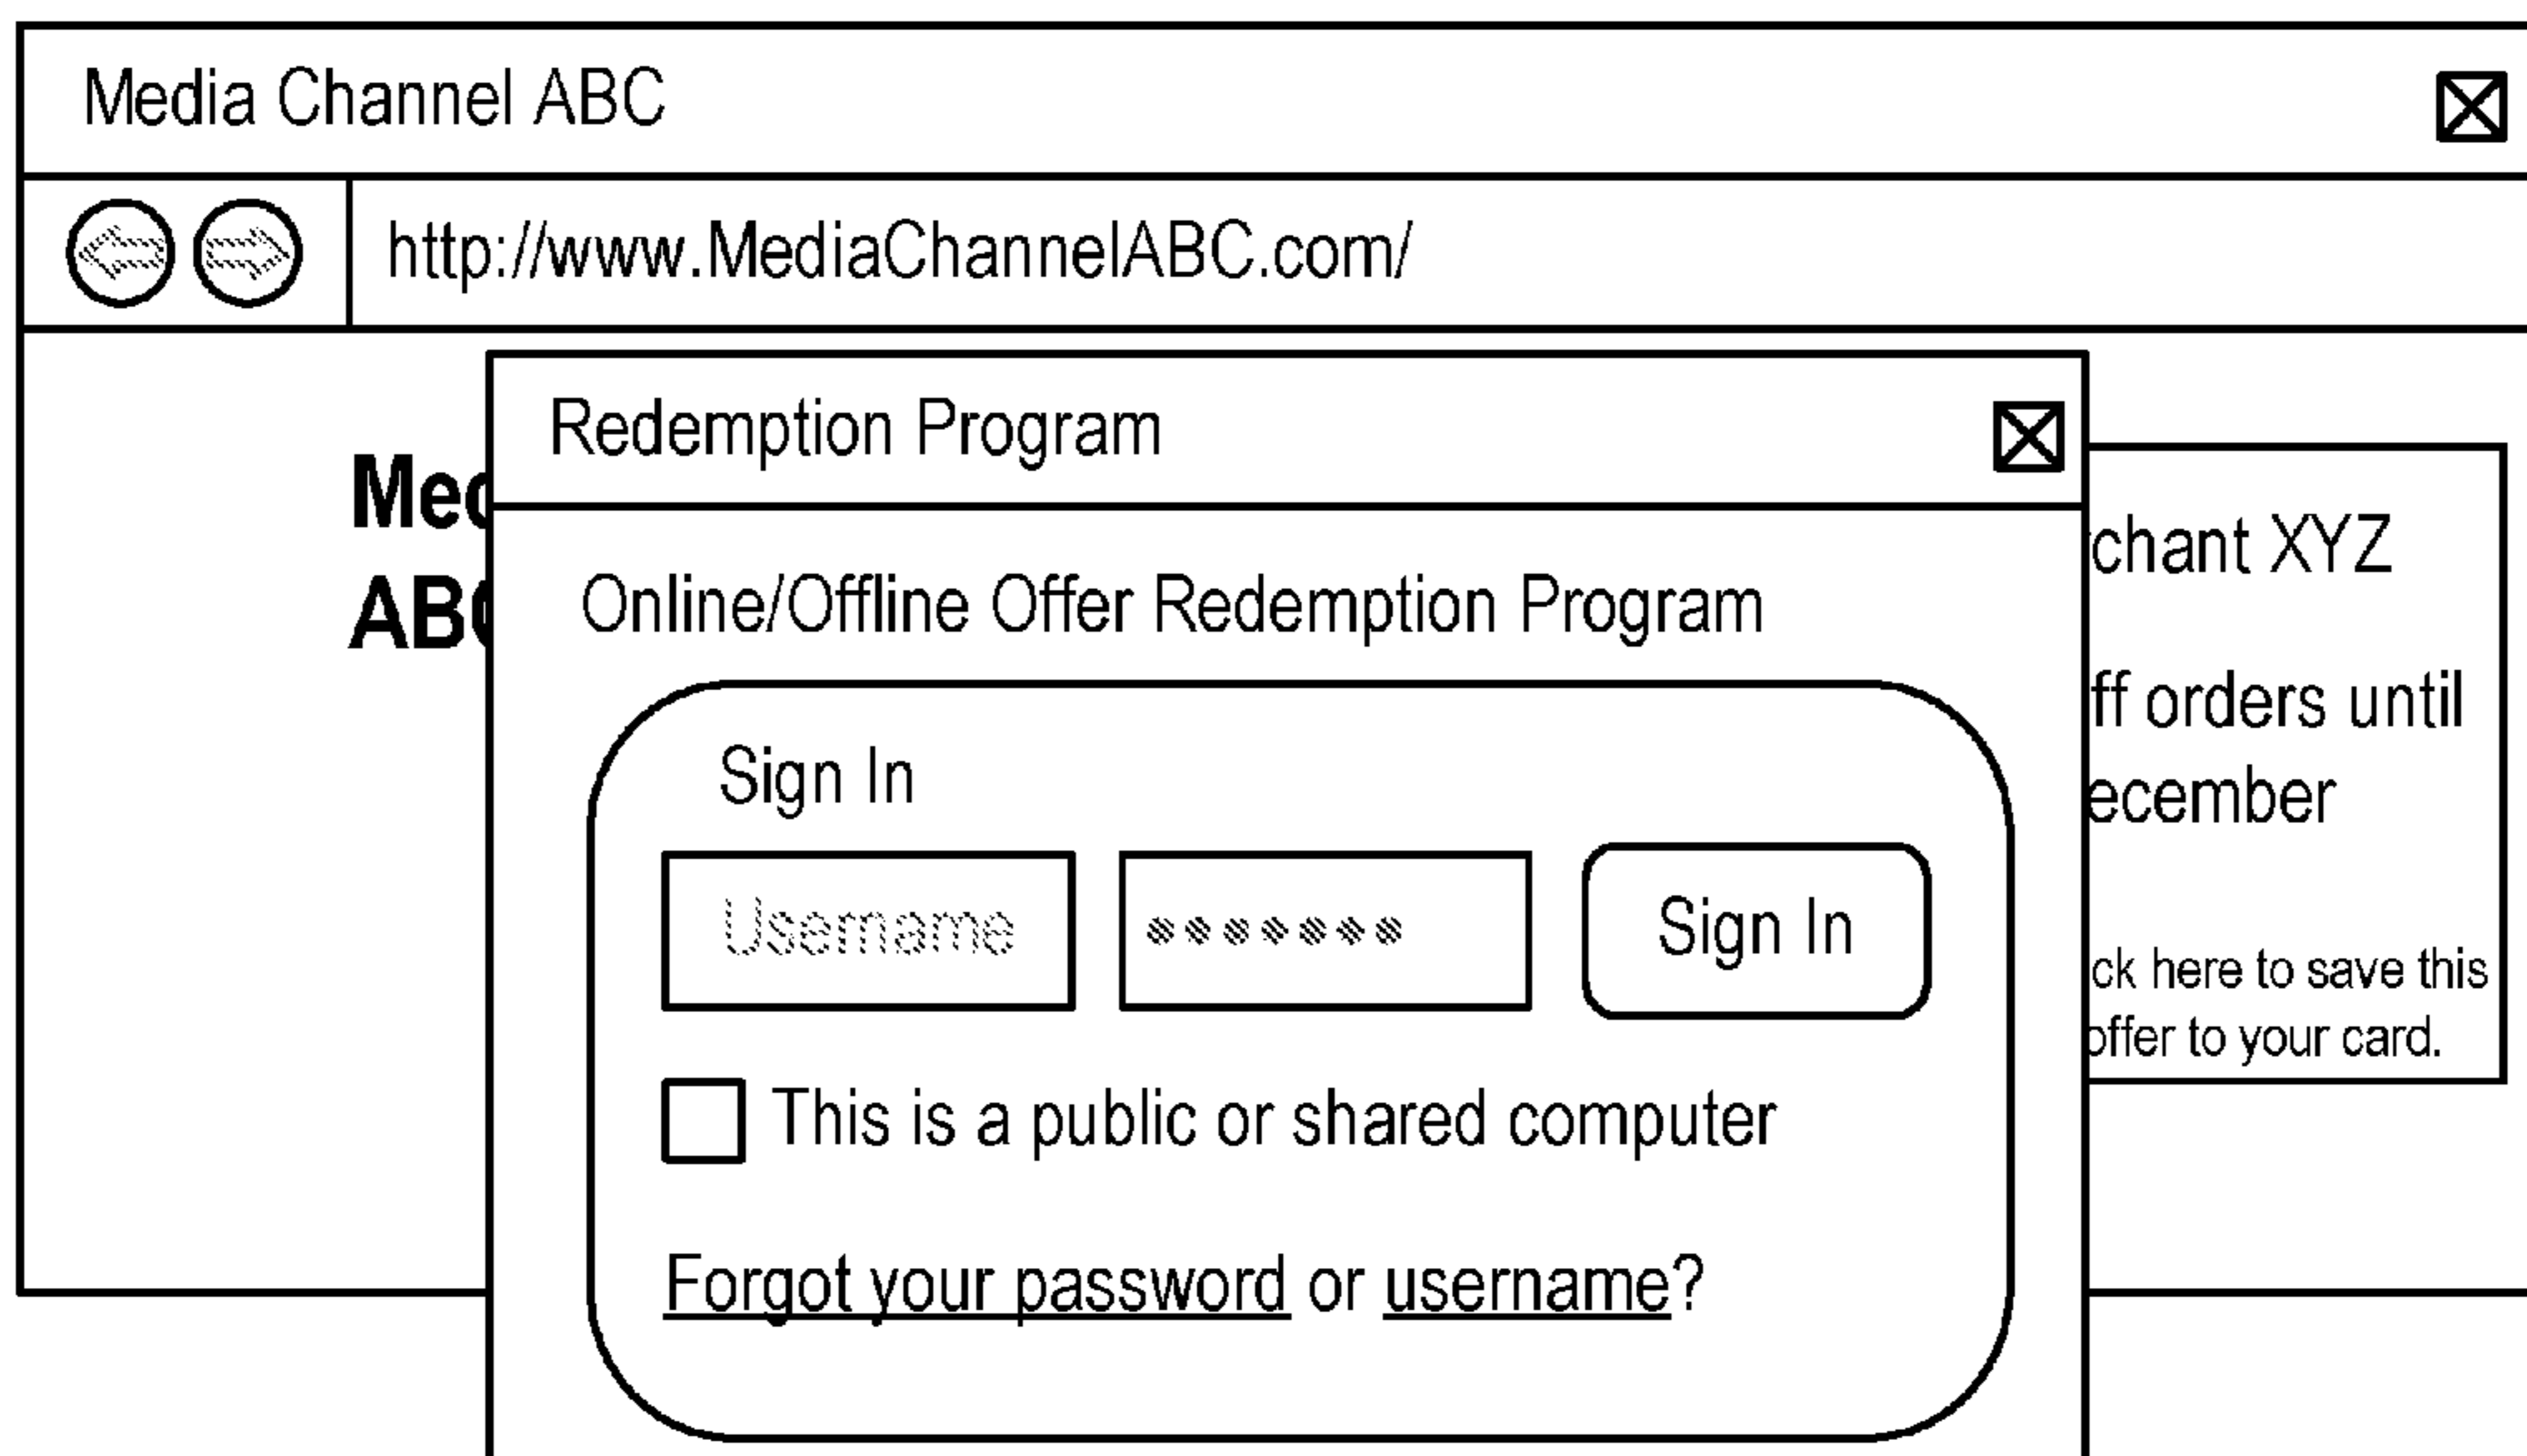 Media Channel ABC
http://www.MediaChannelABC.com/
Redemption Program
Online/Offline Offer Redemption Program
Sign In
Username
Sign In
This is a public or shared computer
Forgot your password or username?
ABC
chant XYZ
ff orders until
ecember
ck here to save this
offer to your card.